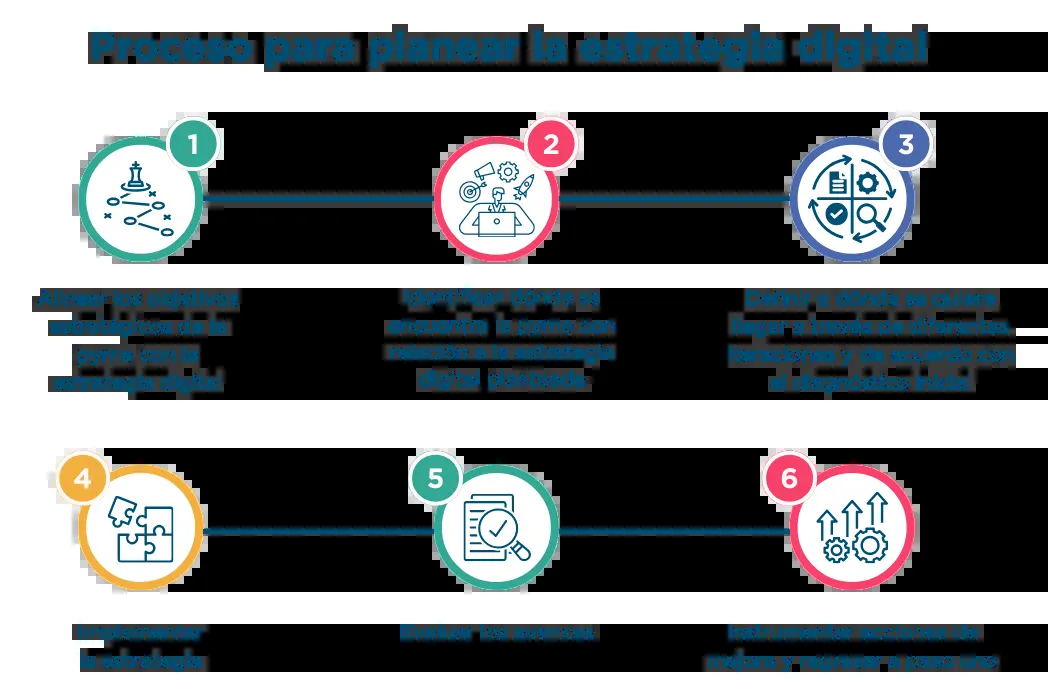 Proceso para planear la estrategia digital
1
2
3
Alinear los objetivos
estratégicos de la
pyme con la
estrategia digital
Identificar dónde se
encuentra la pyme con
relación a la estrategia
digital planteada.
Definir a dónde se quiere
llegar a través de diferentes
iteraciones y de acuerdo con
el diagnóstico inicial.
4
5
6
Implementar
la estrategia
Evaluar los avances
Instrumentar acciones de
mejora y regresar a paso uno